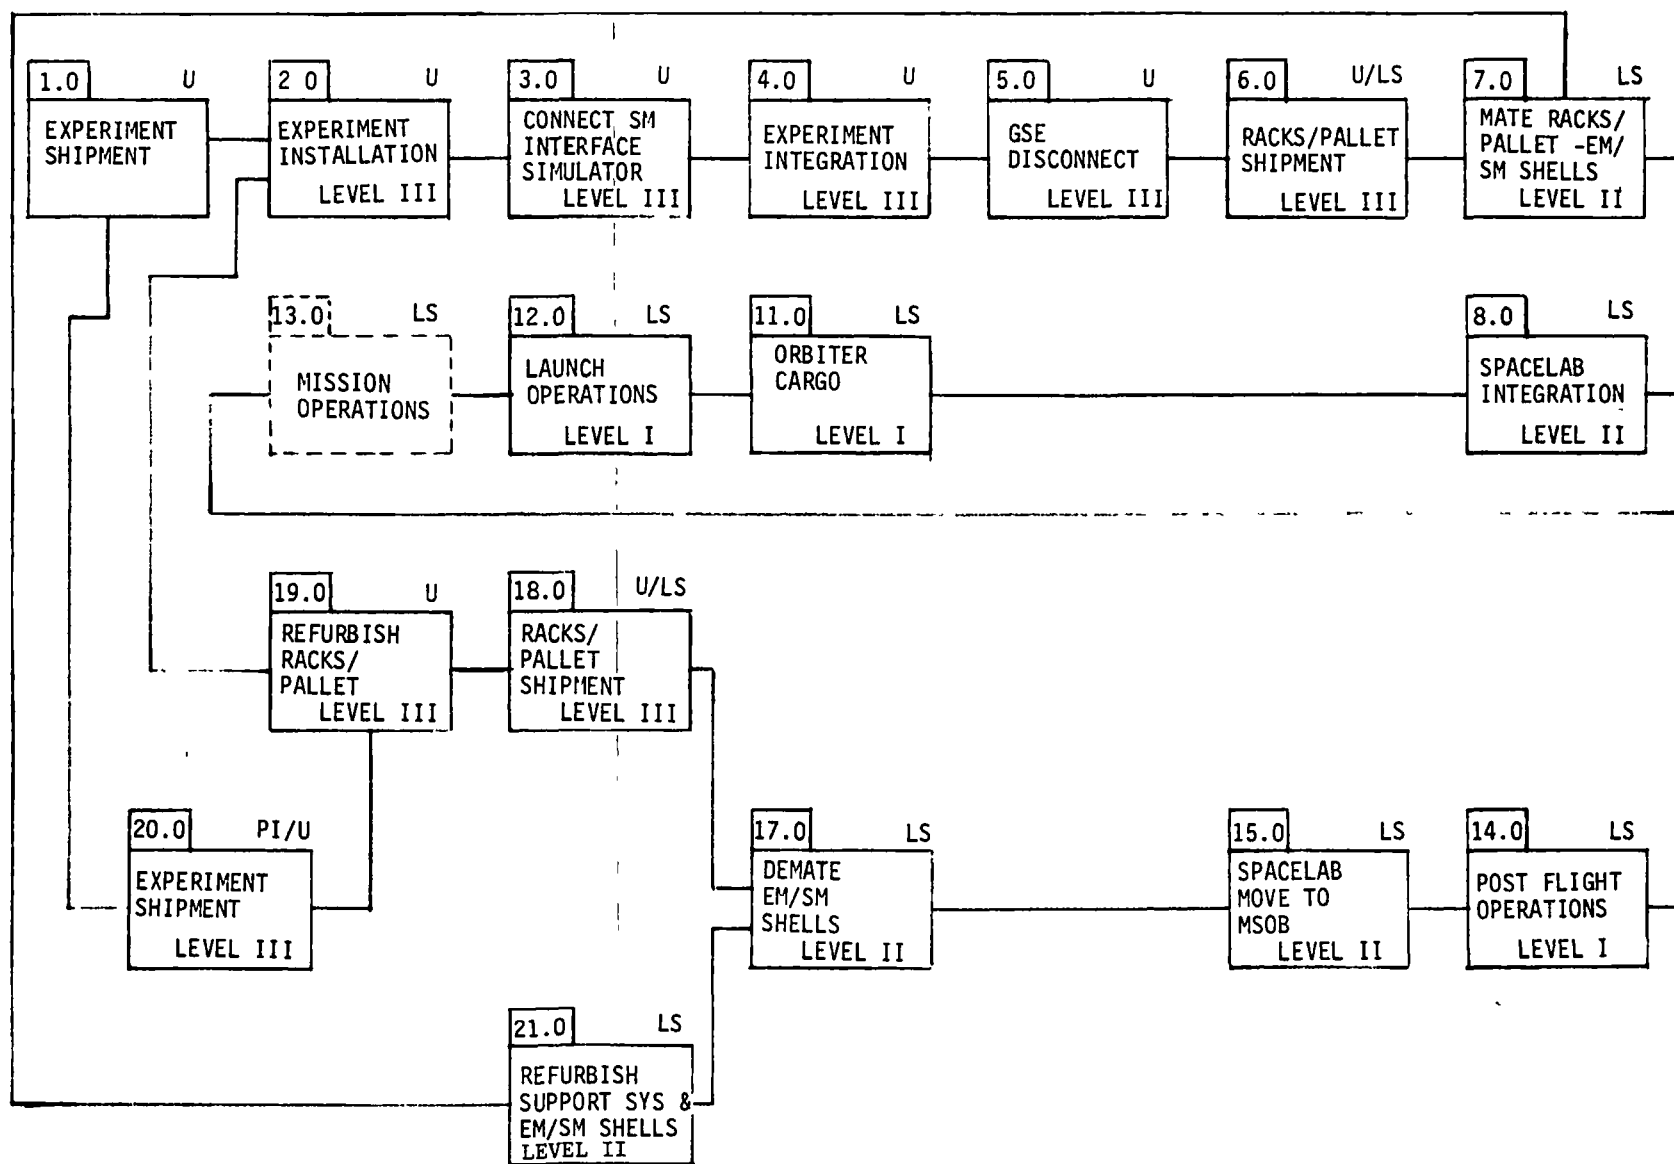 1.0 U
EXPERIMENT
SHIPMENT
2 0 U
EXPERIMENT
INSTALLATION
LEVEL III
3.0 U
CONNECT SM
INTERFACE
SIMULATOR
LEVEL III
4.0 U
EXPERIMENT
INTEGRATION
LEVEL III
5.0 U
GSE
DISCONNECT
LEVEL III
6.0 U/LS
RACKS/PALLET
SHIPMENT
LEVEL III
7.0 LS
MATE RACKS/
PALLET -EM/
SM SHELLS
LEVEL II
13.0 LS
MISSION
OPERATIONS
12.0 LS
LAUNCH
OPERATIONS
LEVEL I
11.0 LS
ORBITER
CARGO
LEVEL I
8.0 LS
SPACELAB
INTEGRATION
LEVEL II
19.0 U
REFURBISH
RACKS/
PALLET
LEVEL III
18.0 U/LS
RACKS/
PALLET
SHIPMENT
LEVEL III
20.0 PI/U
EXPERIMENT
SHIPMENT
LEVEL III
17.0 LS
DEMATE
EM/SM
SHELLS
LEVEL II
15.0 LS
SPACELAB
MOVE TO
MSOB
LEVEL II
14.0 LS
POST FLIGHT
OPERATIONS
LEVEL I
21.0 LS
REFURBISH
SUPPORT SYS &
EM/SM SHELLS
LEVEL II